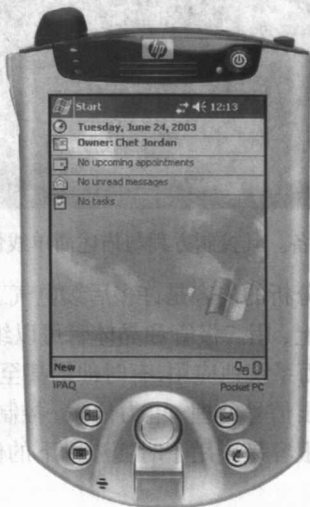 hp
Start 12:13
Tuesday, June 24, 2003
Owner: Chet Jordan
No upcoming appointments
No unread messages
No tasks
New
iPAQ Pocket PC